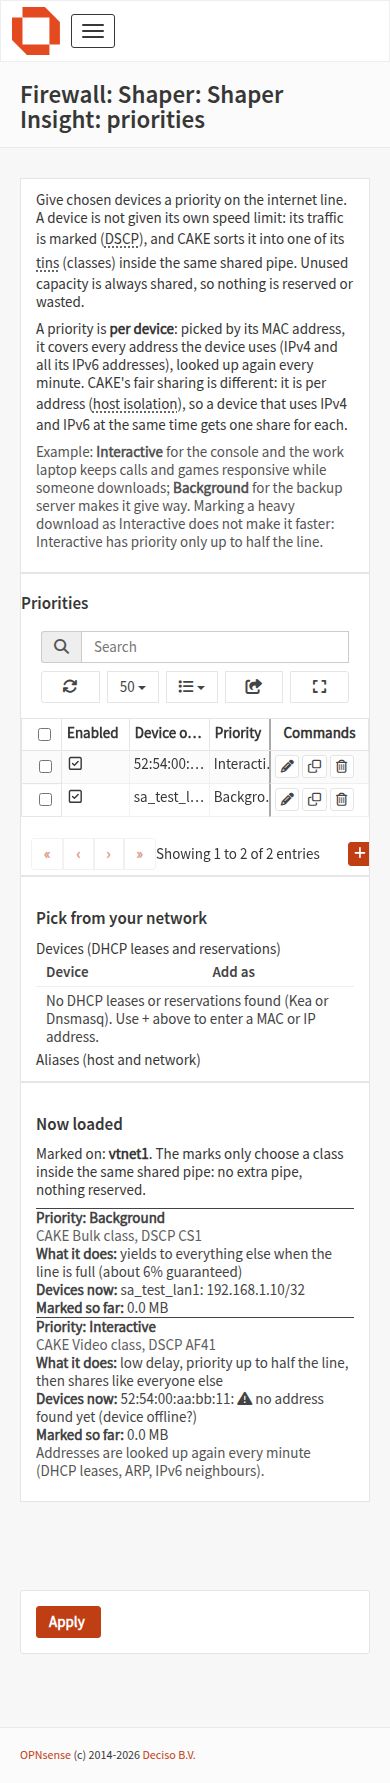 Firewall: Shaper: Shaper
Insight: priorities
Give chosen devices a priority on the internet line.
A device is not given its own speed limit: its traffic
is marked (DSCP), and CAKE sorts it into one of its
tins (classes) inside the same shared pipe. Unused
capacity is always shared, so nothing is reserved or
wasted.
A priority is per device: picked by its MAC address,
it covers every address the device uses (IPv4 and
all its IPv6 addresses), looked up again every
minute. CAKE's fair sharing is different: it is per
address (host isolation), so a device that uses IPv4
and IPv6 at the same time gets one share for each.
Example: Interactive for the console and the work
laptop keeps calls and games responsive while
someone downloads; Background for the backup
server makes it give way. Marking a heavy
download as Interactive does not make it faster:
Interactive has priority only up to half the line.
Priorities
Search
50
Enabled Device o... Priority Commands
52:54:00:... Interacti...
sa_test_l... Backgro...
« ‹ › » Showing 1 to 2 of 2 entries +
Pick from your network
Devices (DHCP leases and reservations)
Device Add as
No DHCP leases or reservations found (Kea or
Dnsmasq). Use + above to enter a MAC or IP
address.
Aliases (host and network)
Now loaded
Marked on: vtnet1. The marks only choose a class
inside the same shared pipe: no extra pipe,
nothing reserved.
Priority: Background
CAKE Bulk class, DSCP CS1
What it does: yields to everything else when the
line is full (about 6% guaranteed)
Devices now: sa_test_lan1: 192.168.1.10/32
Marked so far: 0.0 MB
Priority: Interactive
CAKE Video class, DSCP AF41
What it does: low delay, priority up to half the line,
then shares like everyone else
Devices now: 52:54:00:aa:bb:11: no address
found yet (device offline?)
Marked so far: 0.0 MB
Addresses are looked up again every minute
(DHCP leases, ARP, IPv6 neighbours).
Apply
OPNsense (c) 2014-2026 Deciso B.V.